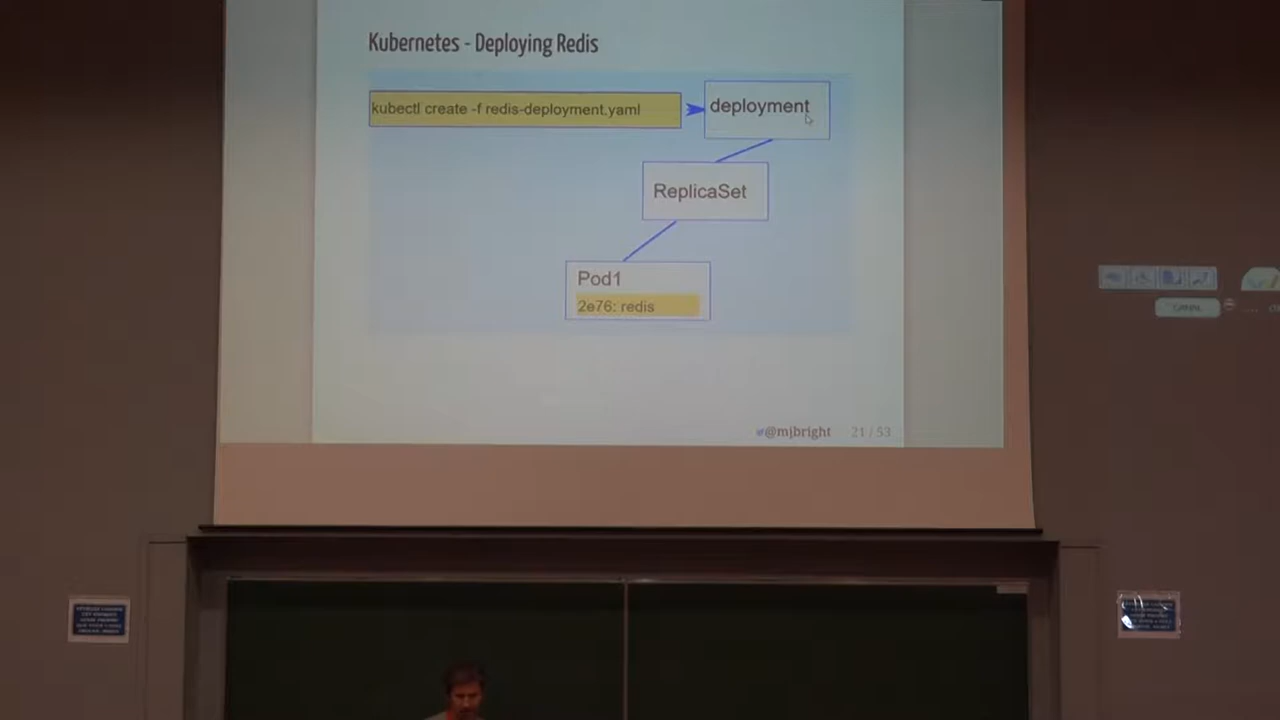 Kubernetes - Deploying Redis
kubectl create -f redis-deployment.yaml
deployment
ReplicaSet
Pod1
2e76: redis
@mjbright 21 / 53